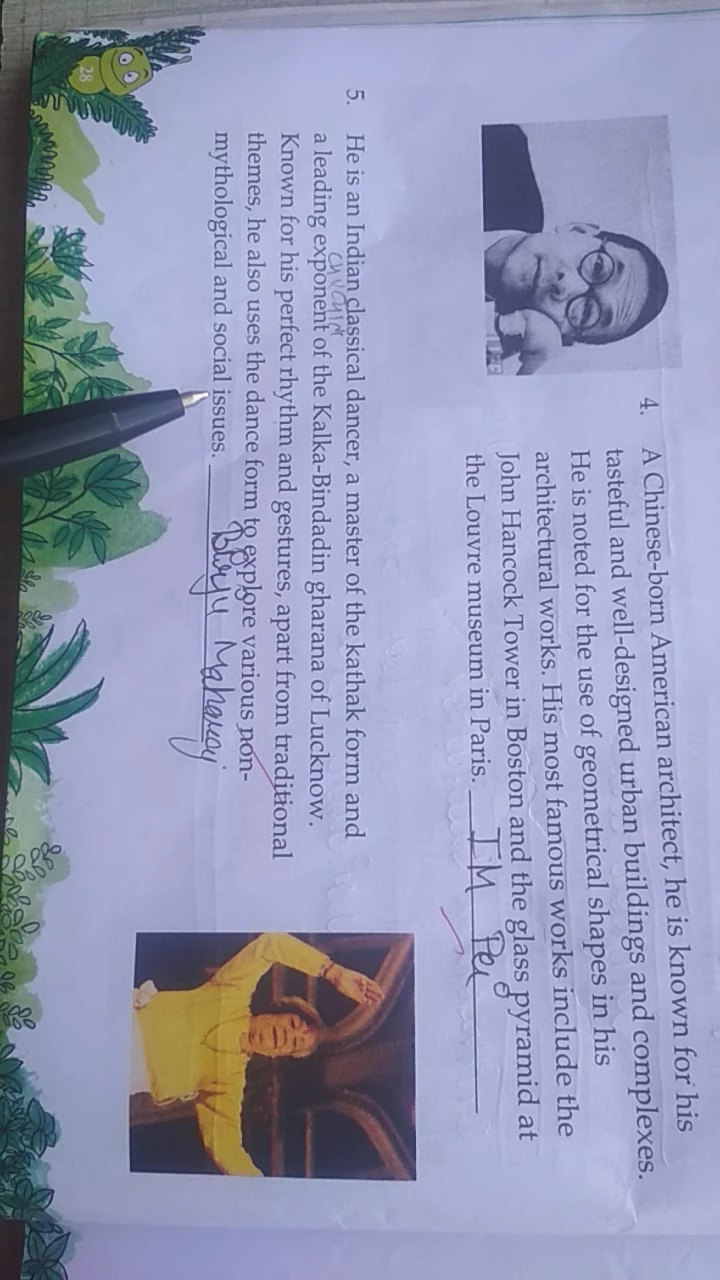 4. A Chinese-born American architect, he is known for his
tasteful and well-designed urban buildings and complexes.
He is noted for the use of geometrical shapes in his
architectural works. His most famous works include the
John Hancock Tower in Boston and the glass pyramid at
the Louvre museum in Paris. IM Pei
5. He is an Indian classical dancer, a master of the kathak form and
a leading exponent of the Kalka-Bindadin gharana of Lucknow.
Known for his perfect rhythm and gestures, apart from traditional
themes, he also uses the dance form to explore various non-
mythological and social issues. Birju Maharaj
28